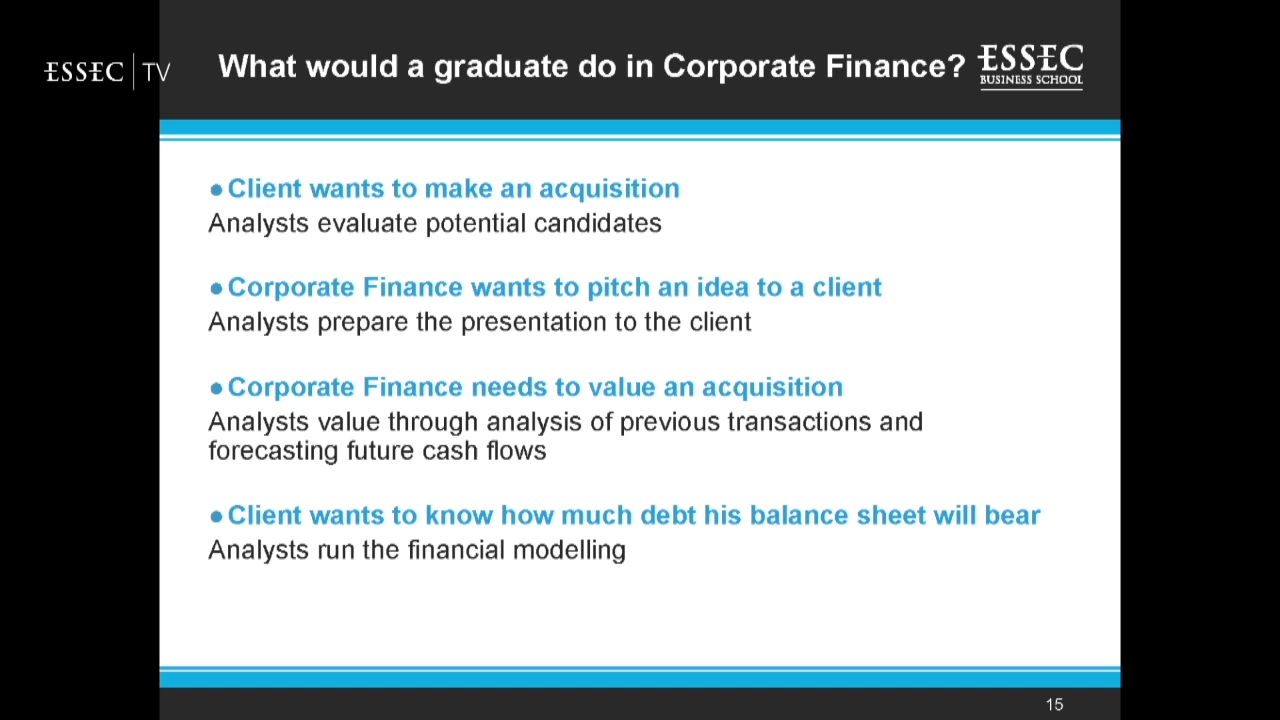 ESSEC | TV
What would a graduate do in Corporate Finance?
ESSEC
BUSINESS SCHOOL
●Client wants to make an acquisition
Analysts evaluate potential candidates
●Corporate Finance wants to pitch an idea to a client
Analysts prepare the presentation to the client
●Corporate Finance needs to value an acquisition
Analysts value through analysis of previous transactions and
forecasting future cash flows
●Client wants to know how much debt his balance sheet will bear
Analysts run the financial modelling
15